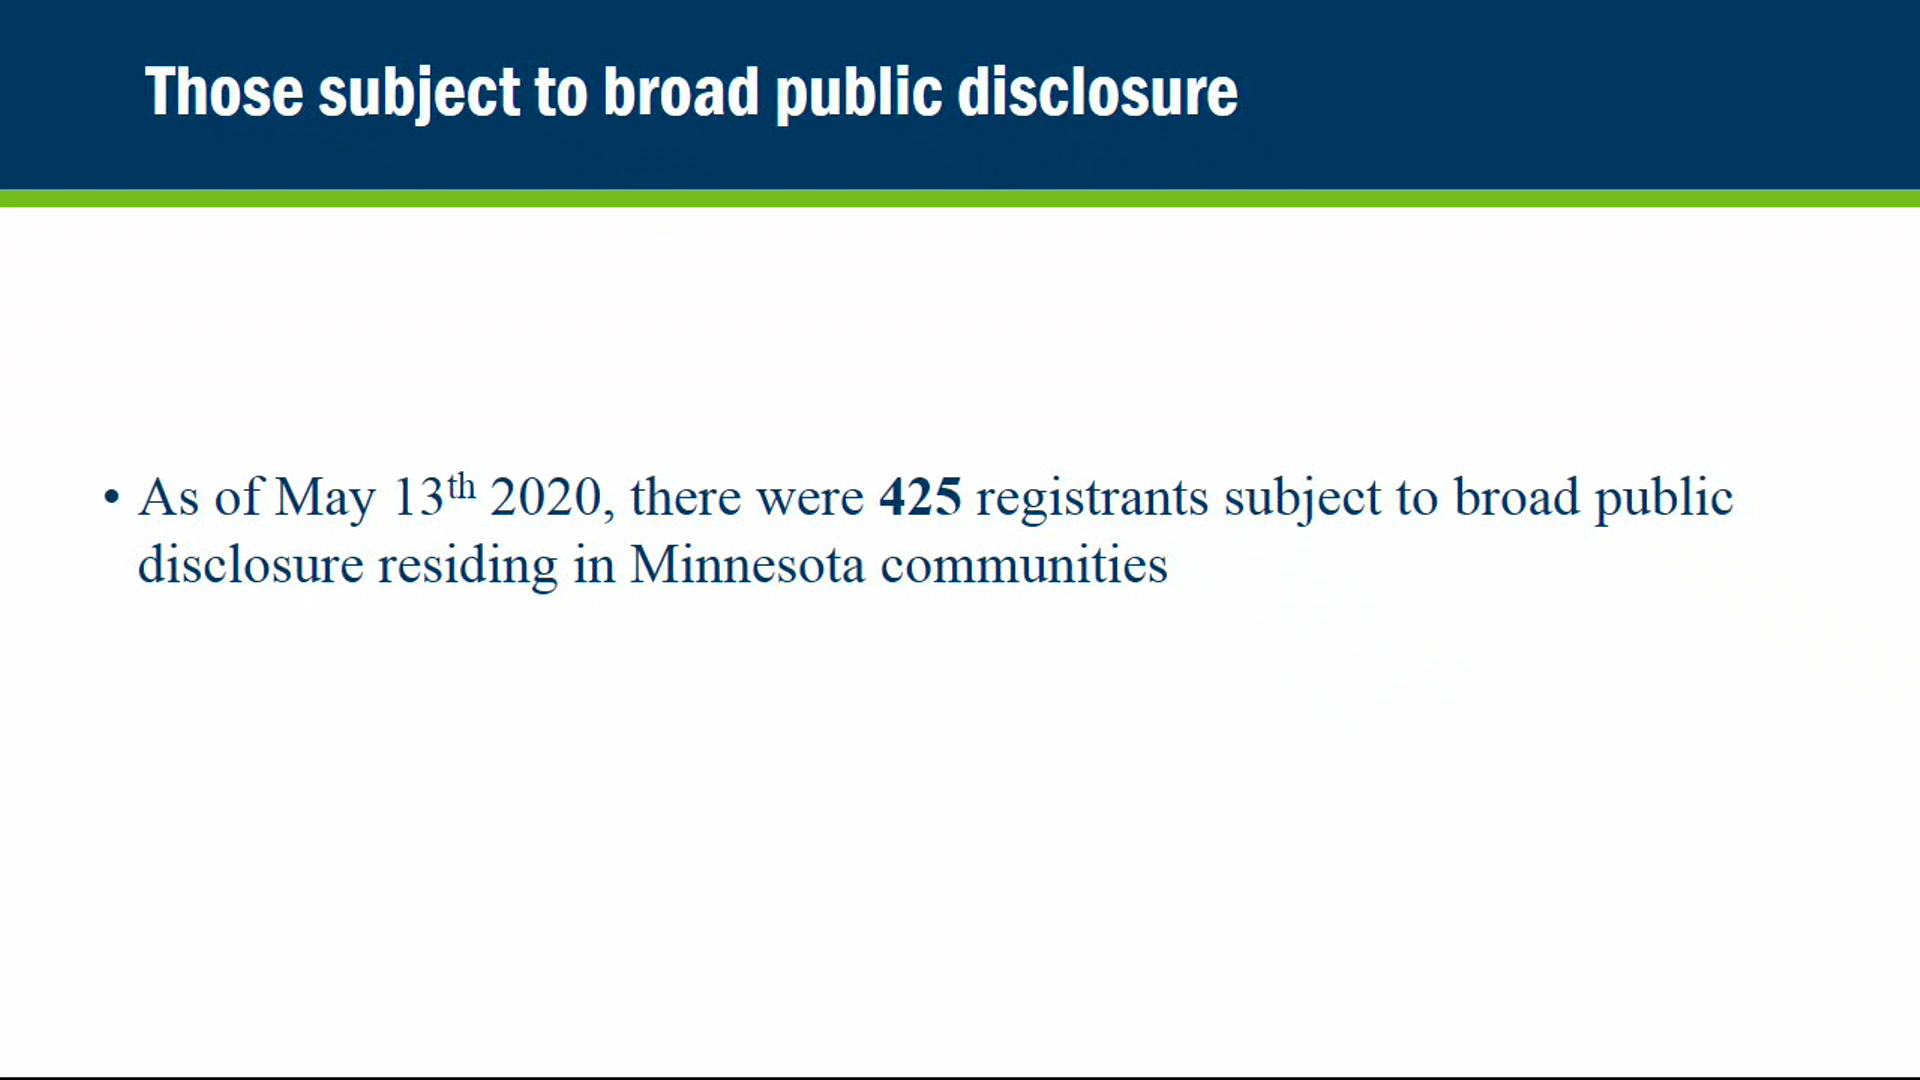 Those subject to broad public disclosure
• As of May 13th 2020, there were 425 registrants subject to broad public
disclosure residing in Minnesota communities